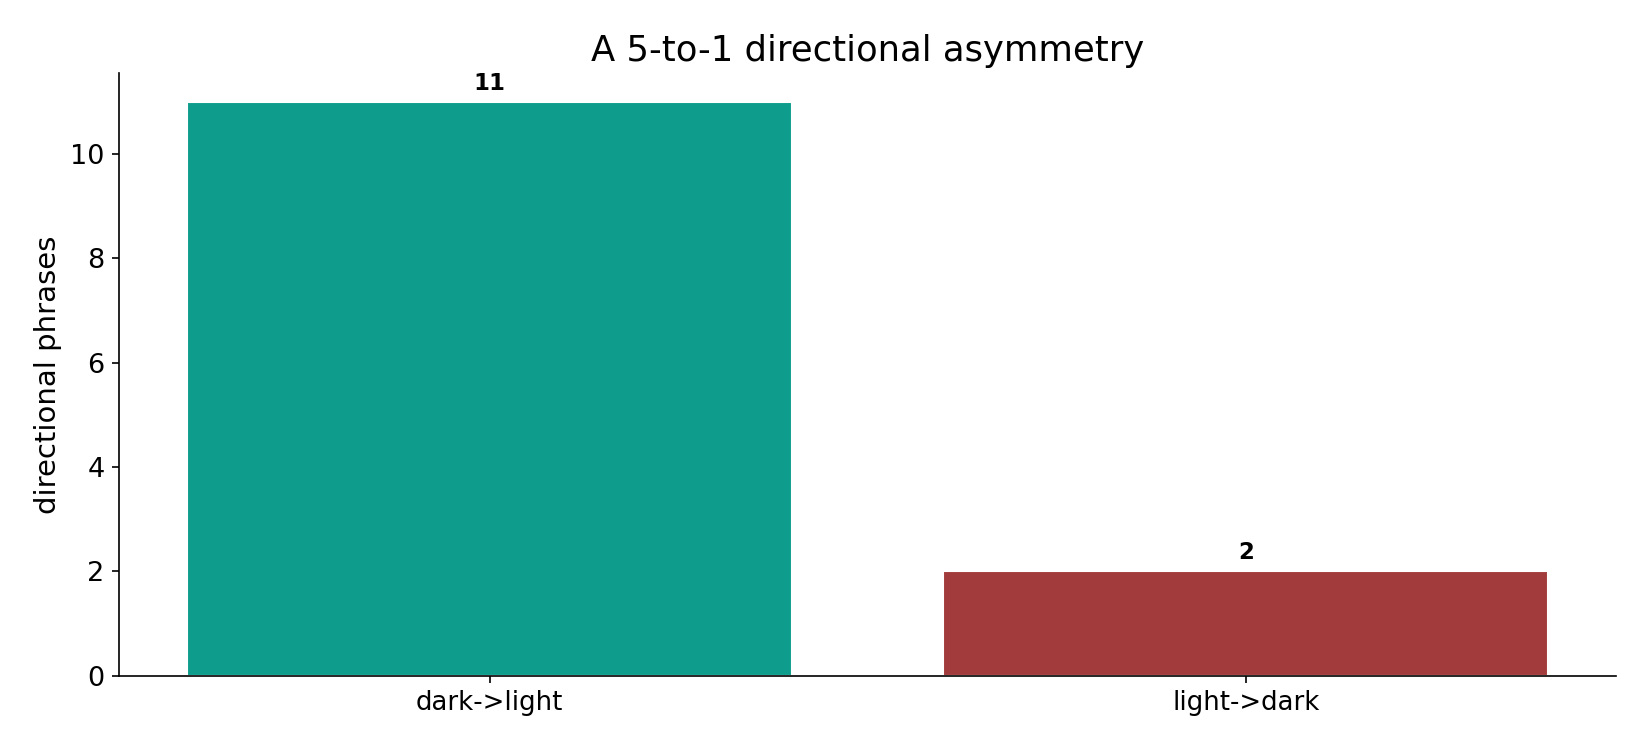 A 5-to-1 directional asymmetry
11
10
8
6
4
2
0
directional phrases
2
dark->light
light->dark